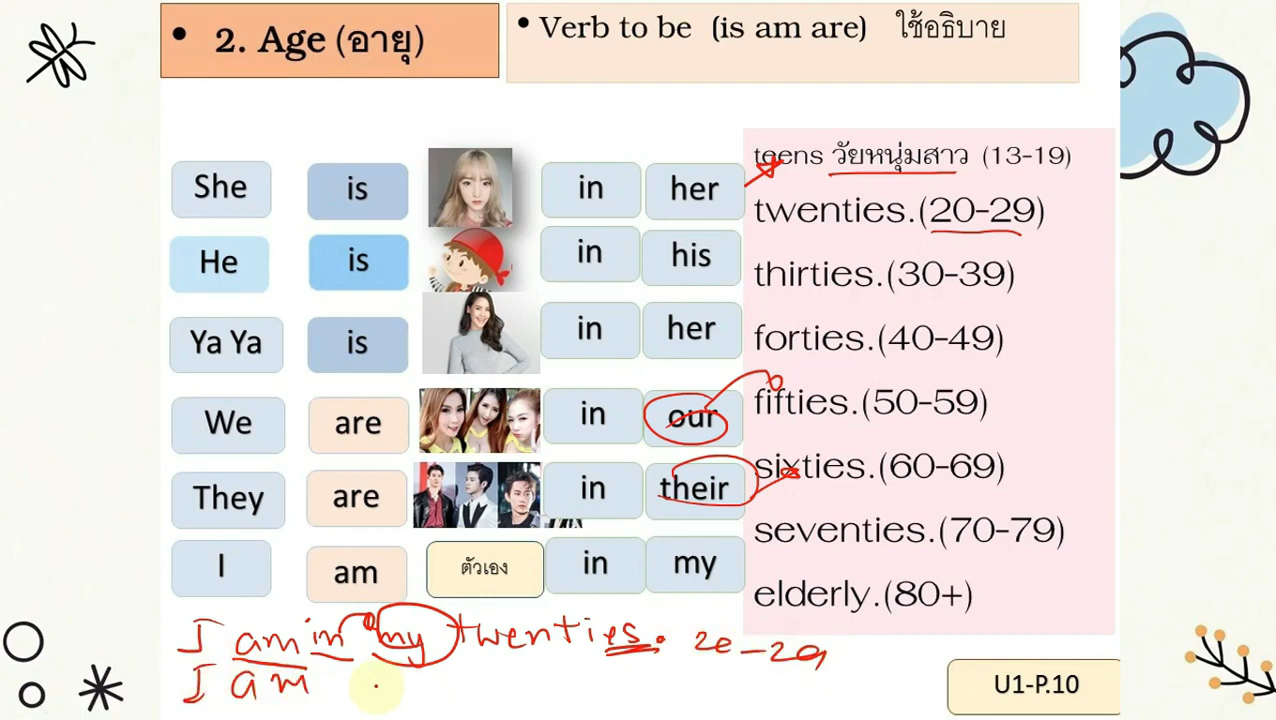 • 2. Age (อายุ)
• Verb to be (is am are) ใช้อธิบาย
teens วัยหนุ่มสาว (13-19)
She is in her
twenties.(20-29)
He is in his
thirties.(30-39)
Ya Ya is in her
forties.(40-49)
We are in our
fifties.(50-59)
They are in their
sixties.(60-69)
seventies.(70-79)
I am ตัวเอง in my
elderly.(80+)
I am in my twenties. 20-29
I am
U1-P.10